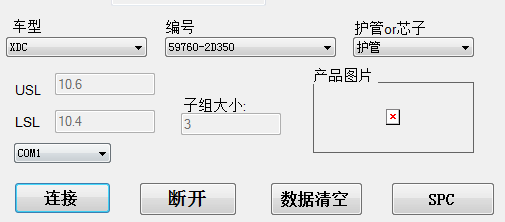 车型 编号 护管or芯子
XDC 59760-2D350 护管
产品图片
USL 10.6
子组大小:
LSL 10.4 3
COM1
连接 断开 数据清空 SPC